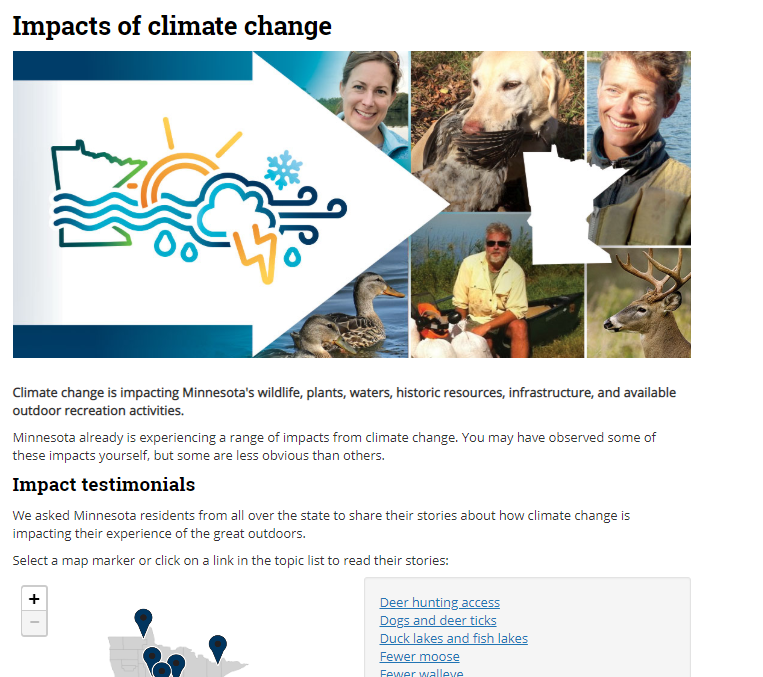 Impacts of climate change
Climate change is impacting Minnesota's wildlife, plants, waters, historic resources, infrastructure, and available
outdoor recreation activities.
Minnesota already is experiencing a range of impacts from climate change. You may have observed some of
these impacts yourself, but some are less obvious than others.
Impact testimonials
We asked Minnesota residents from all over the state to share their stories about how climate change is
impacting their experience of the great outdoors.
Select a map marker or click on a link in the topic list to read their stories:
+
−
Deer hunting access
Dogs and deer ticks
Duck lakes and fish lakes
Fewer moose
Fewer walleye